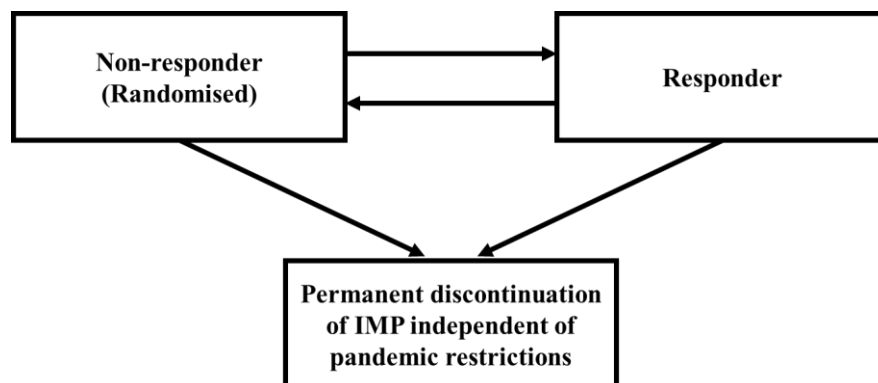 Non-responder
(Randomised)
Responder
Permanent discontinuation
of IMP independent of
pandemic restrictions